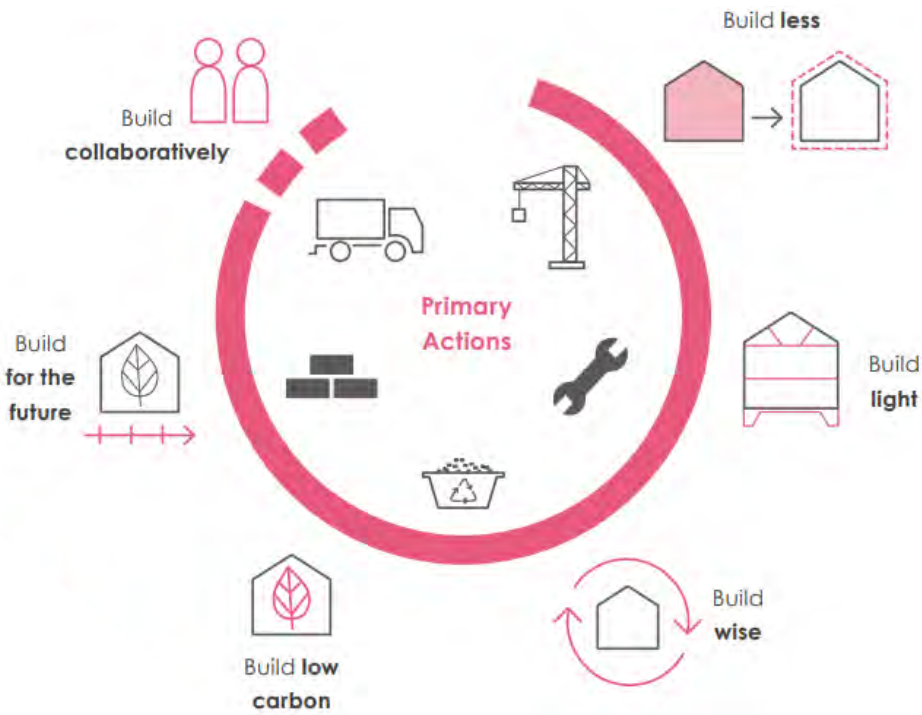 Build less
Build
collaboratively
Primary
Actions
Build
for the
future
Build
light
Build
wise
Build low
carbon